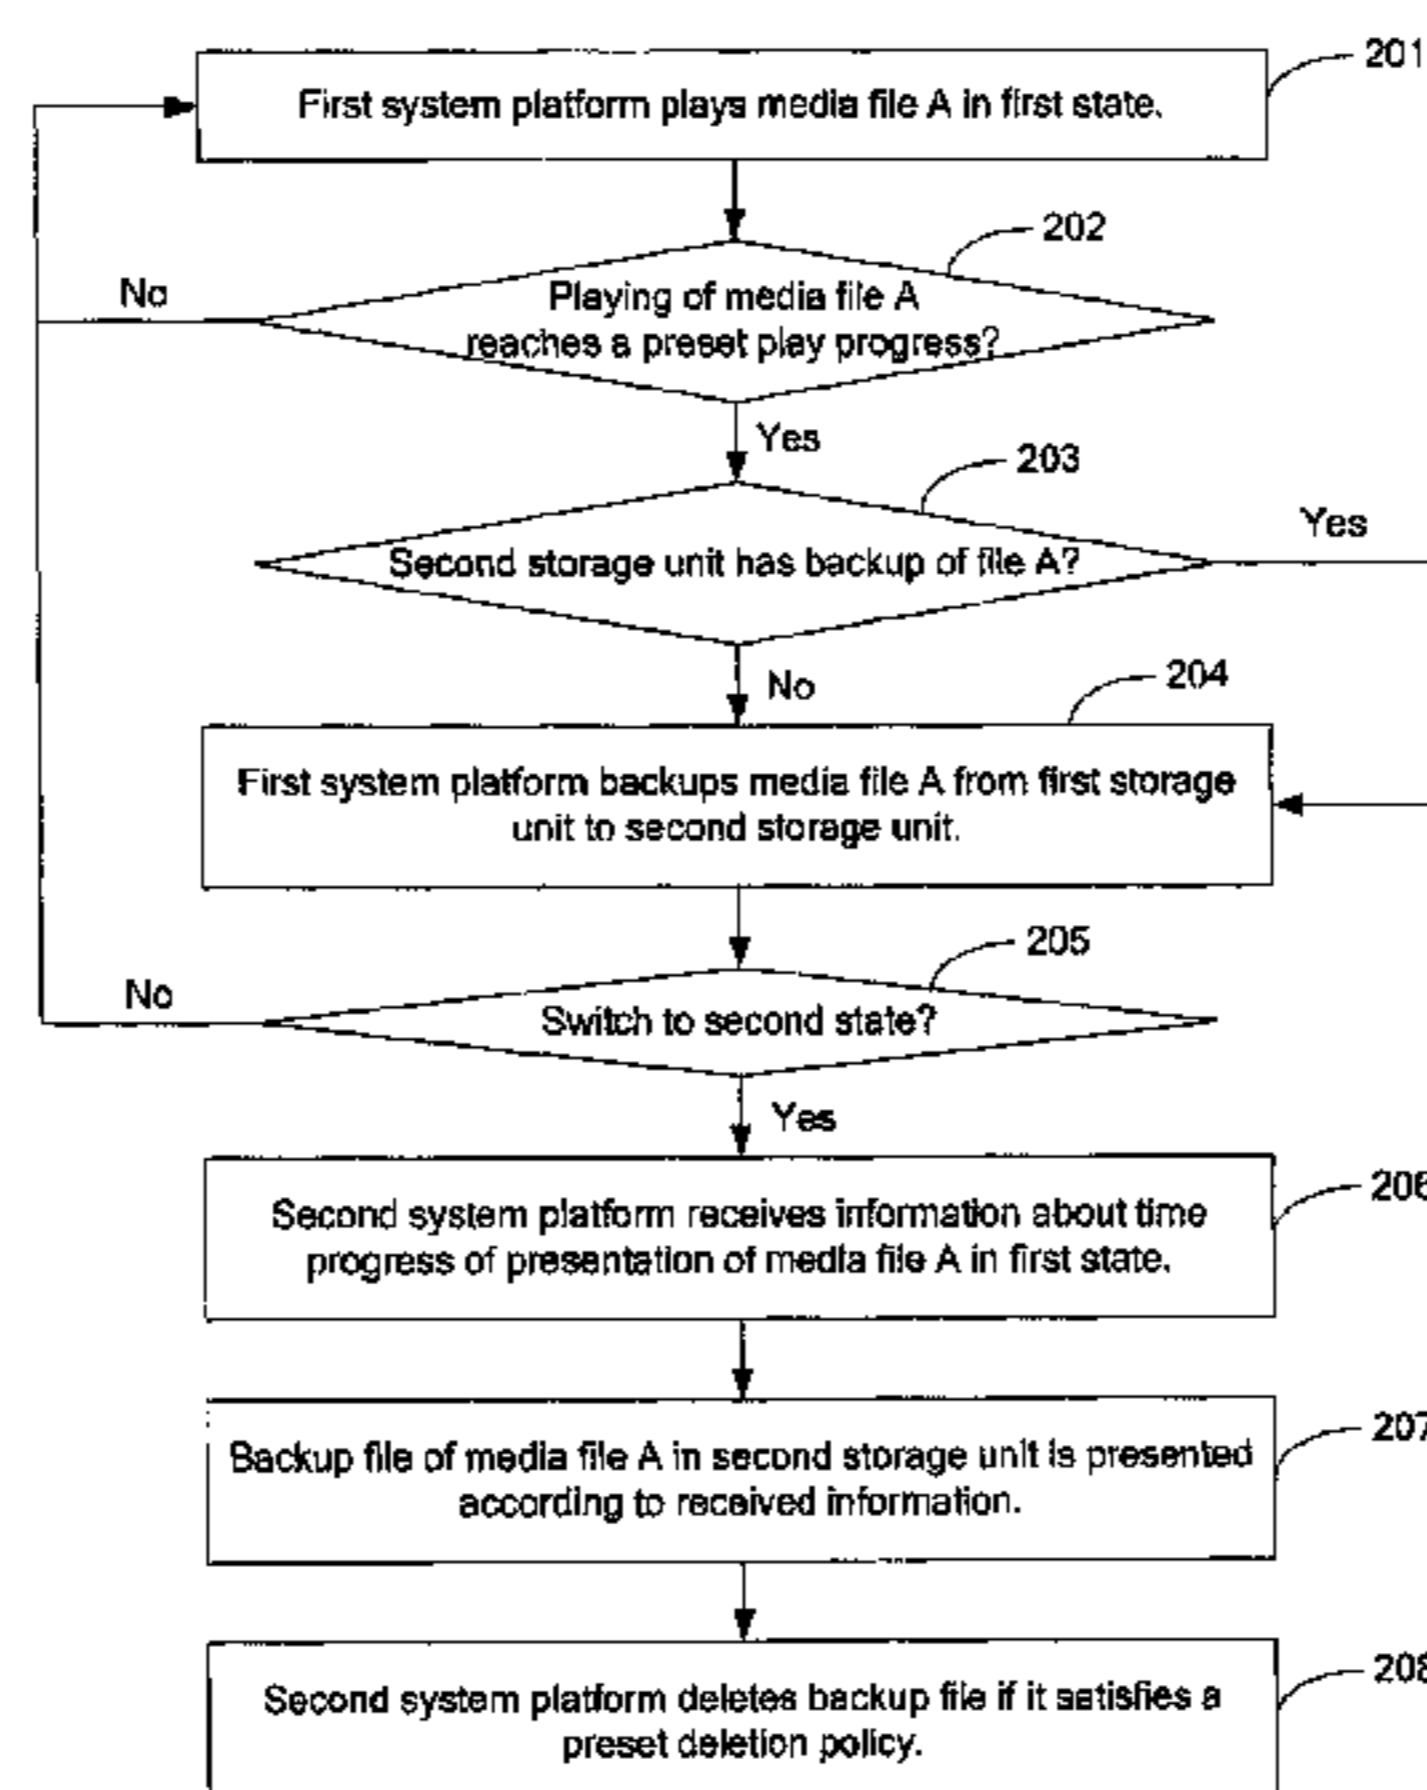 201
First system platform plays media file A in first state.
202
No
Playing of media file A
reaches a preset play progress?
Yes
203
Yes
Second storage unit has backup of file A?
No
204
First system platform backups media file A from first storage
unit to second storage unit.
205
No
Switch to second state?
Yes
206
Second system platform receives information about time
progress of presentation of media file A in first state.
207
Backup file of media file A in second storage unit is presented
according to received information.
208
Second system platform deletes backup file if it satisfies a
preset deletion policy.